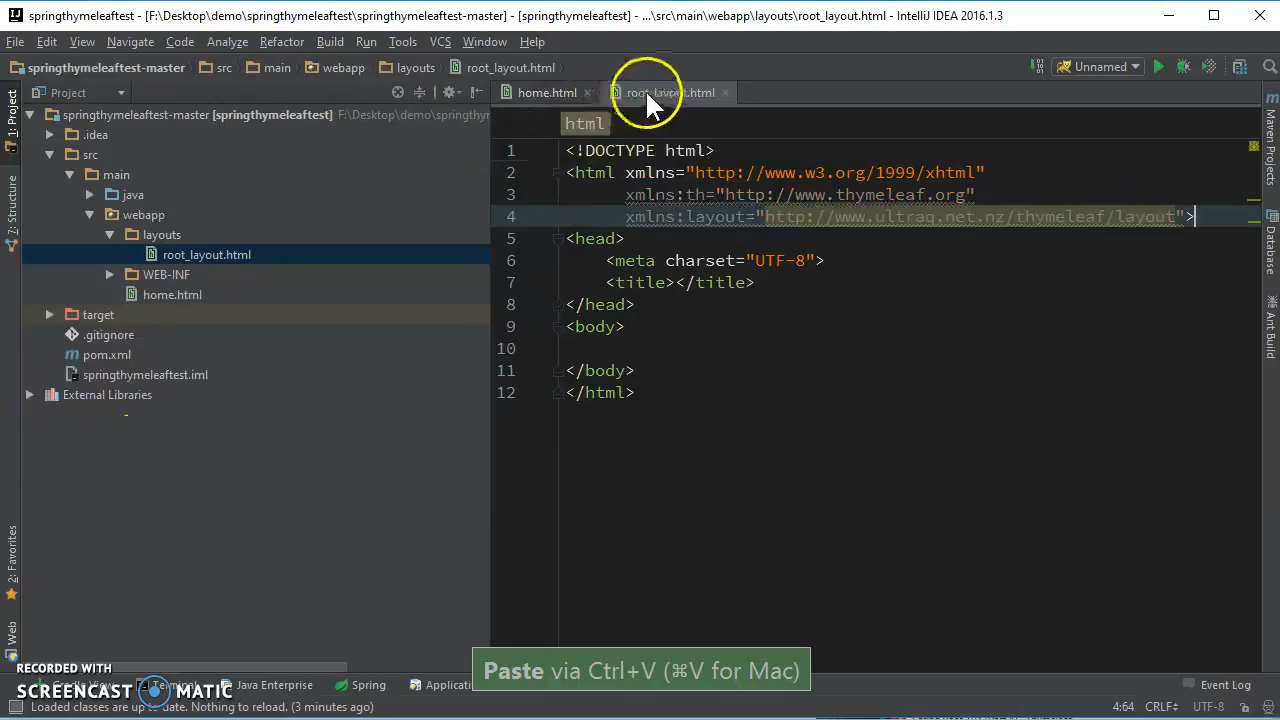 springthymeleaftest - [F:\Desktop\demo\springthymeleaftest\springthymeleaftest-master] - [springthymeleaftest] - ...\src\main\webapp\layouts\root_layout.html - IntelliJ IDEA 2016.1.3
File Edit View Navigate Code Analyze Refactor Build Run Tools VCS Window Help
springthymeleaftest-master src main webapp layouts root_layout.html Unnamed
Project home.html root_layout.html
1: Project
7: Structure
2: Favorites
Web
springthymeleaftest-master [springthymeleaftest] F:\Desktop\demo\springthym
.idea
src
main
java
webapp
layouts
root_layout.html
WEB-INF
home.html
target
.gitignore
pom.xml
springthymeleaftest.iml
External Libraries
html
1 <!DOCTYPE html>
2 <html xmlns="http://www.w3.org/1999/xhtml"
3 xmlns:th="http://www.thymeleaf.org"
4 xmlns:layout="http://www.ultraq.net.nz/thymeleaf/layout">
5 <head>
6 <meta charset="UTF-8">
7 <title></title>
8 </head>
9 <body>
10
11 </body>
12 </html>
Maven Projects
Database
Ant Build
Paste via Ctrl+V (⌘V for Mac)
RECORDED WITH
SCREENCAST MATIC
Terminal Java Enterprise Spring Event Log
Loaded classes are up to date. Nothing to reload. (3 minutes ago) 4:64 CRLF UTF-8